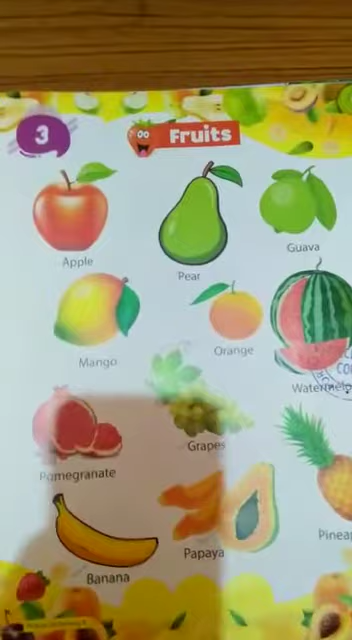 3
Fruits
Apple
Pear
Guava
Mango
Orange
Pomegranate
Grapes
Banana
Papaya